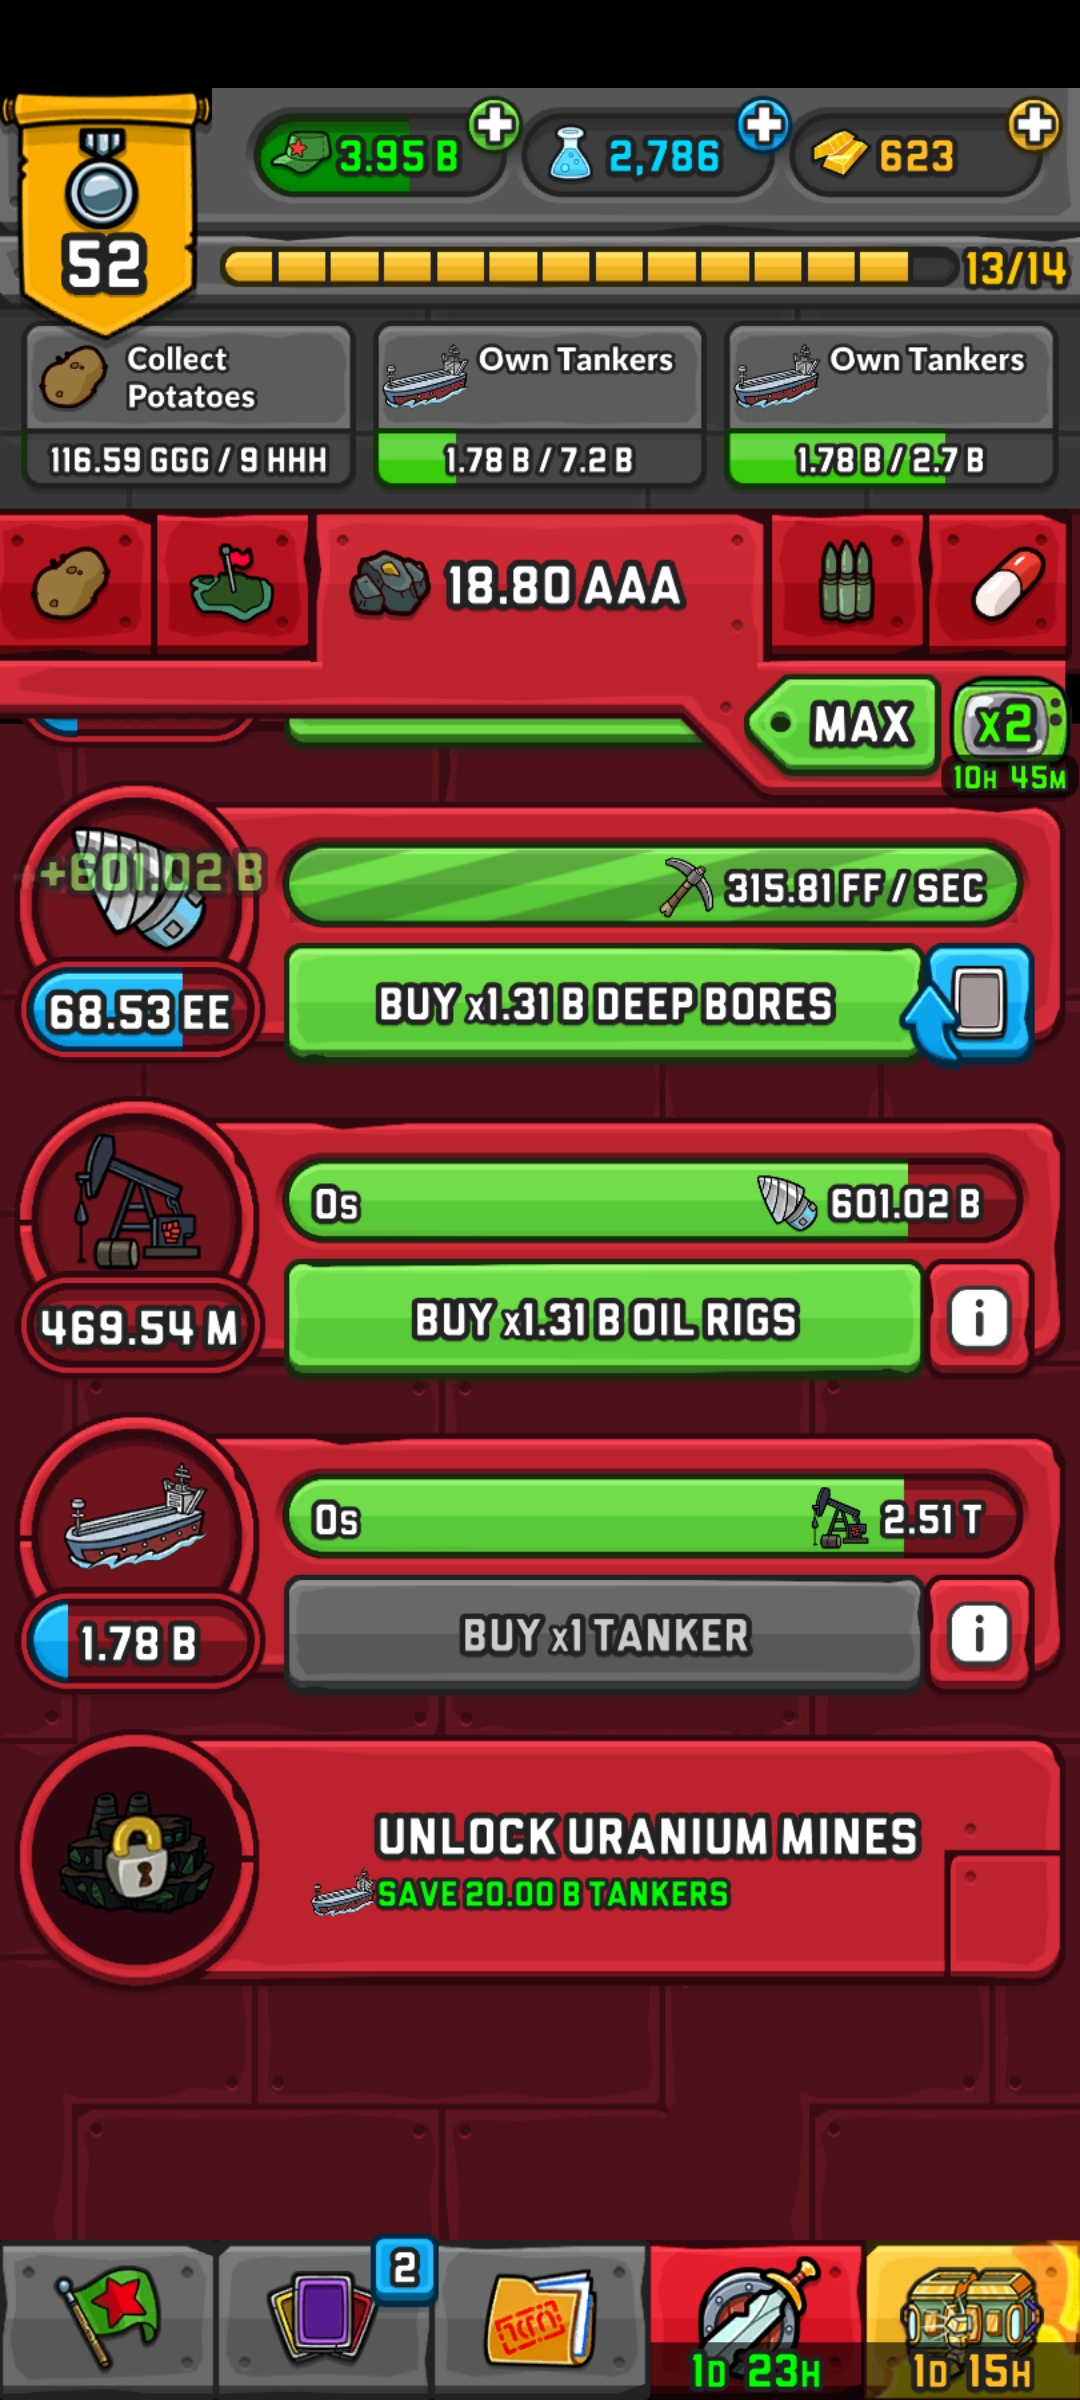 3.95 B
2,786
623
52
13/14
Collect
Potatoes
116.59 GGG / 9 HHH
Own Tankers
1.78 B / 7.2 B
Own Tankers
1.78 B / 2.7 B
18.80 AAA
MAX
x2
10H 45M
+601.02 B
315.81 FF / SEC
68.53 EE
BUY x1.31 B DEEP BORES
0s
601.02 B
469.54 M
BUY x1.31 B OIL RIGS
i
0s
2.51 T
1.78 B
BUY x1 TANKER
i
UNLOCK URANIUM MINES
SAVE 20.00 B TANKERS
2
1D 23H
1D 15H